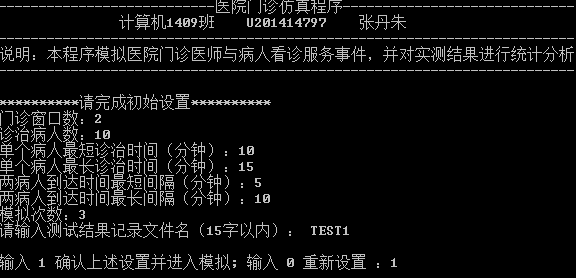 医院门诊仿真程序
计算机1409班 U201414797 张丹朱
说明：本程序模拟医院门诊医师与病人看诊服务事件，并对实测结果进行统计分析
**********请完成初始设置**********
门诊窗口数：2
诊治病人数：10
单个病人最短诊治时间（分钟）：10
单个病人最长诊治时间（分钟）：15
两病人到达时间最短间隔（分钟）：5
两病人到达时间最长间隔（分钟）：10
模拟次数：3
请输入测试结果记录文件名（15字以内）： TEST1
输入 1 确认上述设置并进入模拟；输入 0 重新设置 ：1